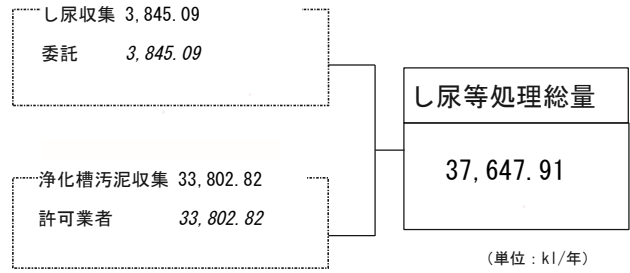 し尿収集 3,845.09
委託 3,845.09
し尿等処理総量
37,647.91
浄化槽汚泥収集 33,802.82
許可業者 33,802.82
（単位：kl/年）